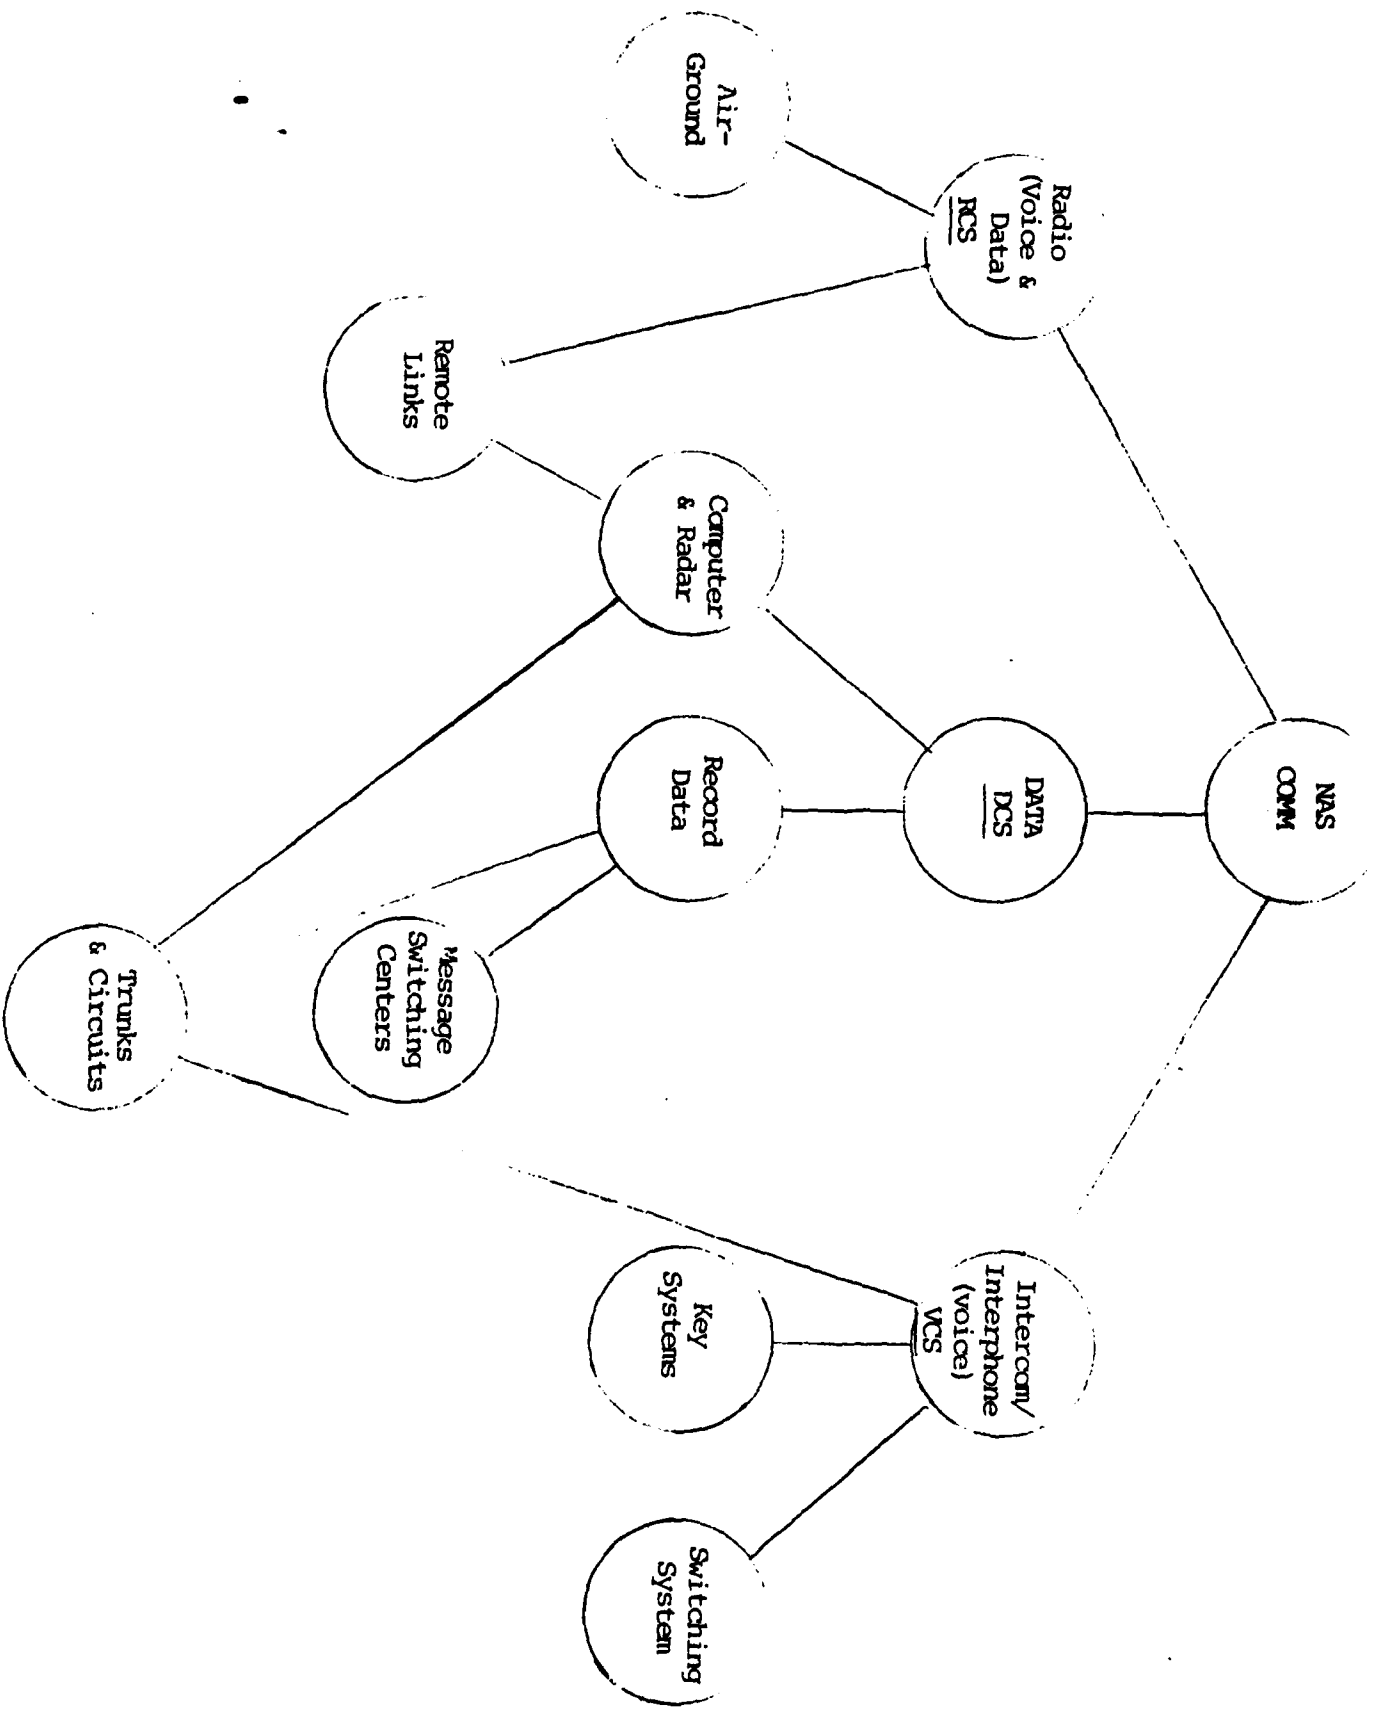 NAS
COMM
Radio
(Voice &
Data)
RCS
DATA
DCS
Intercom/
Interphone
(voice)
VCS
Air-
Ground
Computer
& Radar
Record
Data
Key
Systems
Switching
System
Remote
Links
Message
Switching
Centers
Trunks
& Circuits